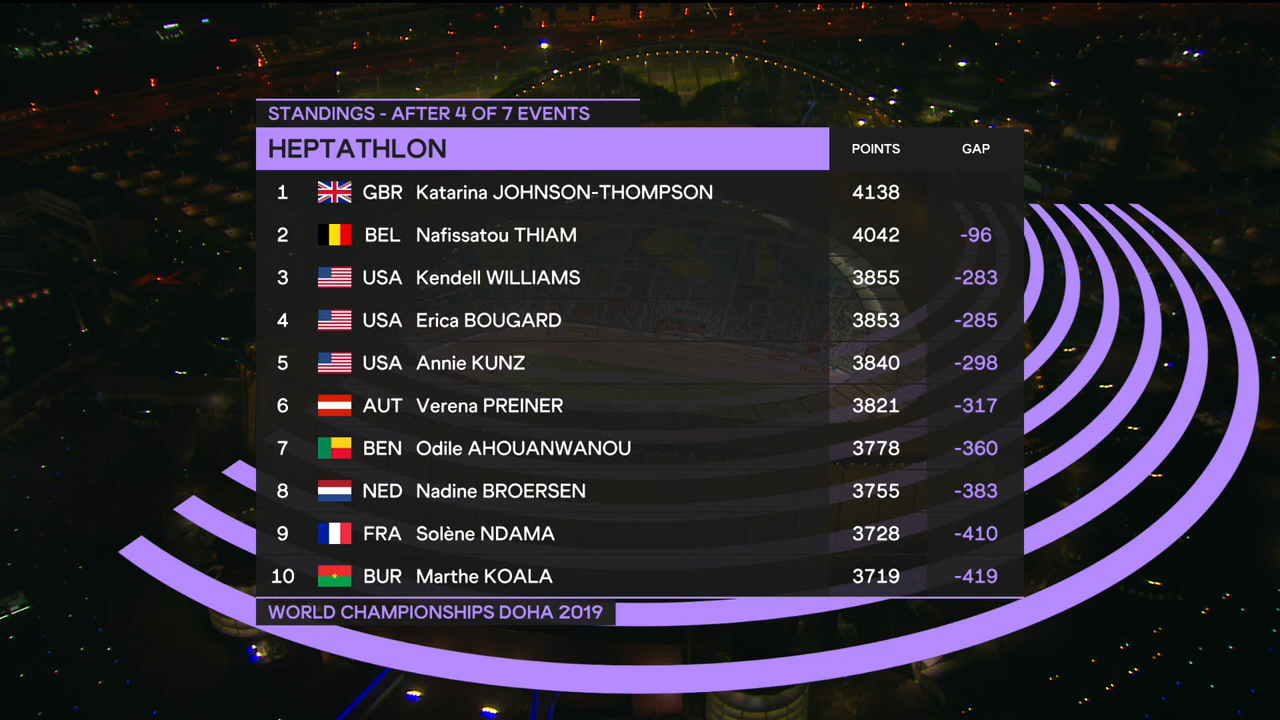 STANDINGS - AFTER 4 OF 7 EVENTS
HEPTATHLON POINTS GAP
1 GBR Katarina JOHNSON-THOMPSON 4138
2 BEL Nafissatou THIAM 4042 -96
3 USA Kendell WILLIAMS 3855 -283
4 USA Erica BOUGARD 3853 -285
5 USA Annie KUNZ 3840 -298
6 AUT Verena PREINER 3821 -317
7 BEN Odile AHOUANWANOU 3778 -360
8 NED Nadine BROERSEN 3755 -383
9 FRA Solène NDAMA 3728 -410
10 BUR Marthe KOALA 3719 -419
WORLD CHAMPIONSHIPS DOHA 2019